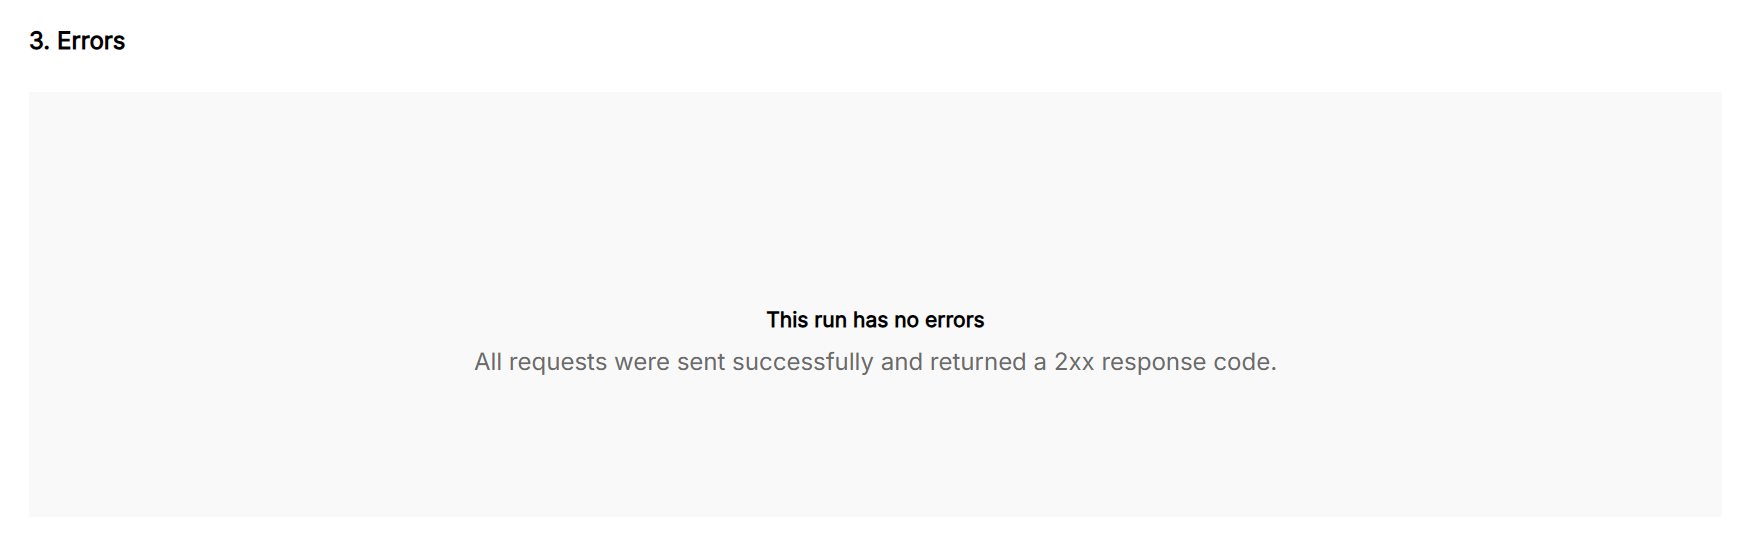 3. Errors
This run has no errors
All requests were sent successfully and returned a 2xx response code.